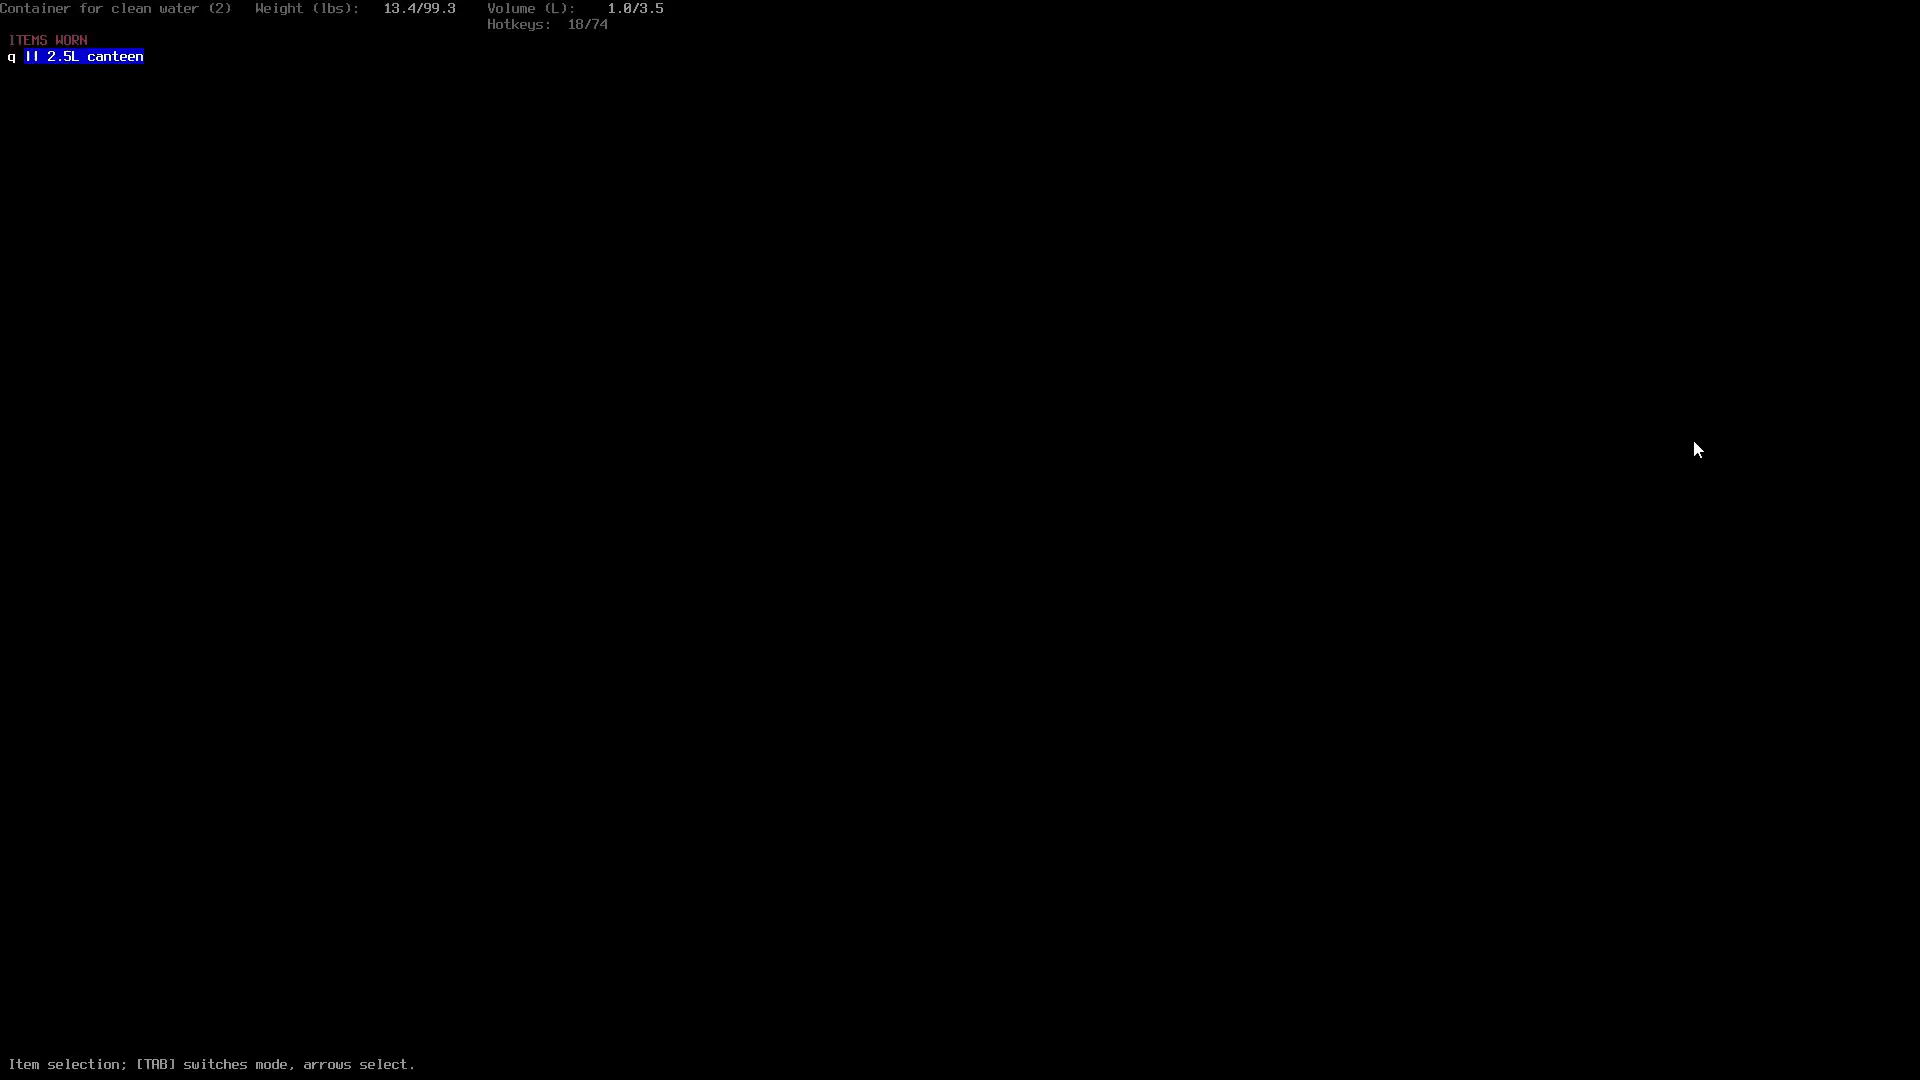 Container for clean water (2) Weight (lbs): 13.4/99.3 Volume (L): 1.0/3.5
Hotkeys: 18/74
ITEMS WORN
q || 2.5L canteen
Item selection; [TAB] switches mode, arrows select.